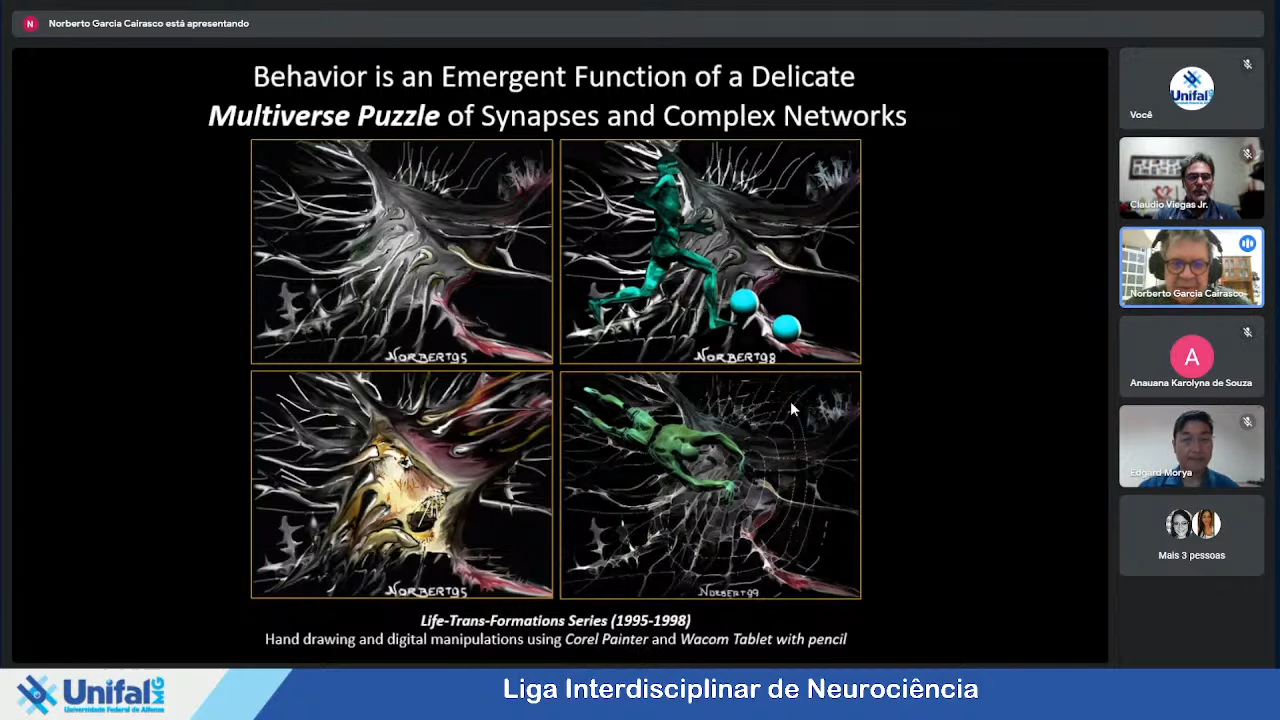 N
Norberto Garcia Cairasco está apresentando
Behavior is an Emergent Function of a Delicate
Multiverse Puzzle of Synapses and Complex Networks
NORBERT95
NORBERT98
NORBERT95
NORBERT99
Life-Trans-Formations Series (1995-1998)
Hand drawing and digital manipulations using Corel Painter and Wacom Tablet with pencil
Unifal
Você
Claudio Viegas Jr.
Norberto Garcia Cairasco
A
Anauana Karolyna de Souza
Edgard Morya
Mais 3 pessoas
Unifal MG
Universidade Federal de Alfenas
Liga Interdisciplinar de Neurociência